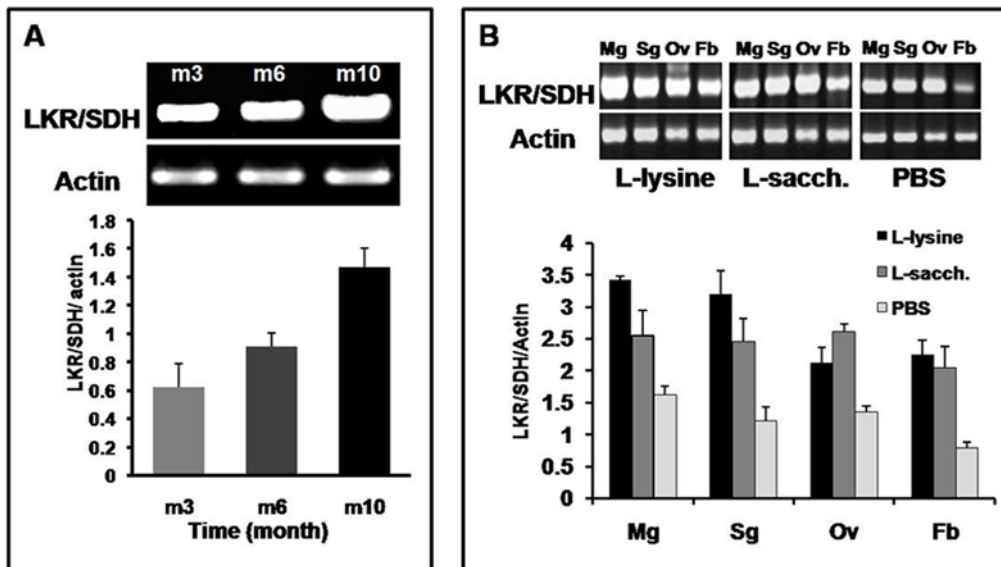 A
m3 m6 m10
LKR/SDH
Actin
1.8
1.6
1.4
1.2
1
0.8
0.6
0.4
0.2
0
LKR/SDH/ actin
m3 m6 m10
Time (month)
B
Mg Sg Ov Fb Mg Sg Ov Fb Mg Sg Ov Fb
LKR/SDH
Actin
L-lysine L-sacch. PBS
4
3.5
3
2.5
2
1.5
1
0.5
0
LKR/SDH/Actin
L-lysine
L-sacch.
PBS
Mg Sg Ov Fb